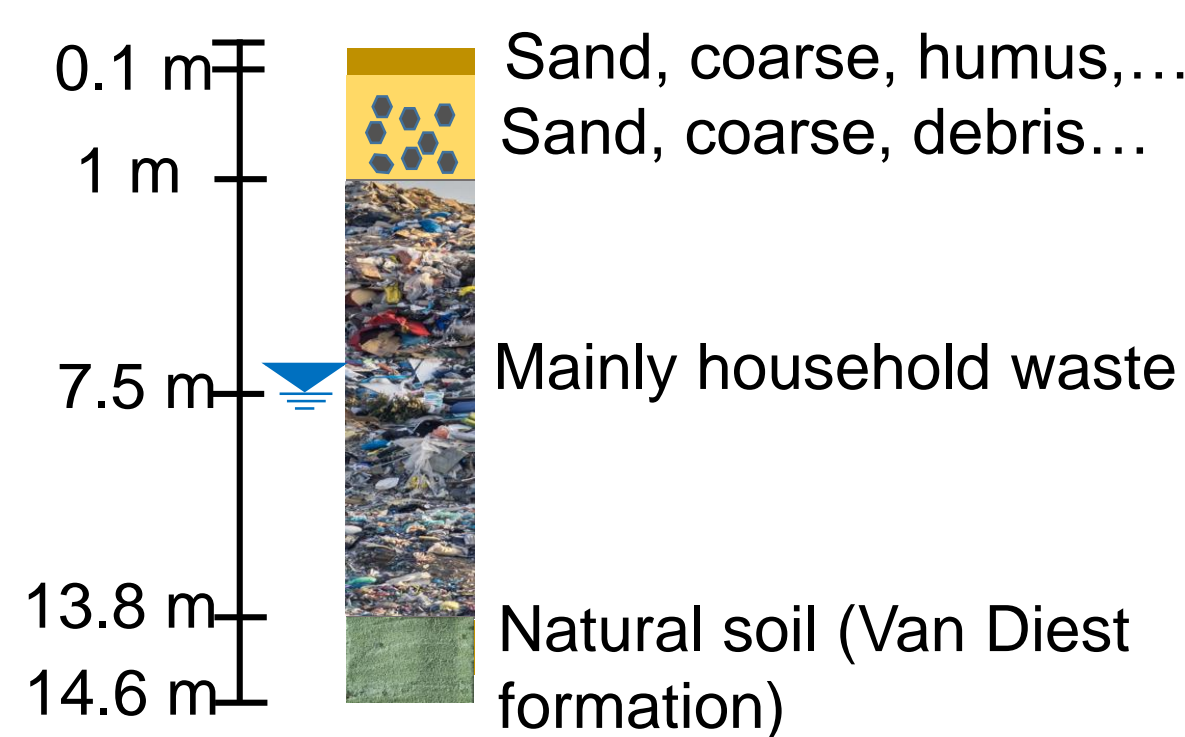 0.1 m
Sand, coarse, humus,…
Sand, coarse, debris…
1 m
7.5 m
Mainly household waste
13.8 m
Natural soil (Van Diest
formation)
14.6 m